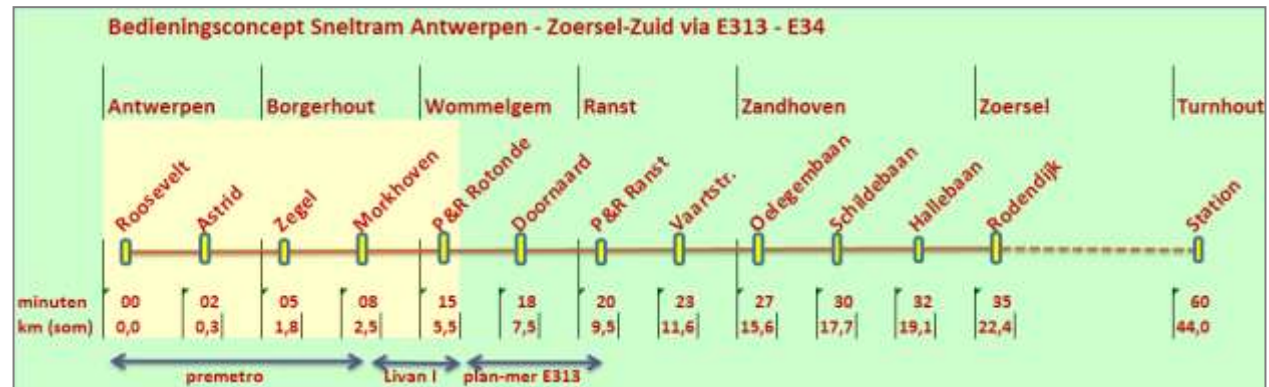 Bedieningsconcept Sneltram Antwerpen - Zoersel-Zuid via E313 - E34
Antwerpen Borgerhout Wommelgem Ranst Zandhoven Zoersel Turnhout
Roosevelt Astrid Zegel Morkhoven P&R Rotonde Doornaard P&R Ranst Vaartstr. Oelegembaan Schildebaan Hallebaan Rodendijk Station
minuten 00 02 05 08 15 18 20 23 27 30 32 35 60
km (som) 0,0 0,3 1,8 2,5 5,5 7,5 9,5 11,6 15,6 17,7 19,1 22,4 44,0
premetro Livan I plan-mer E313